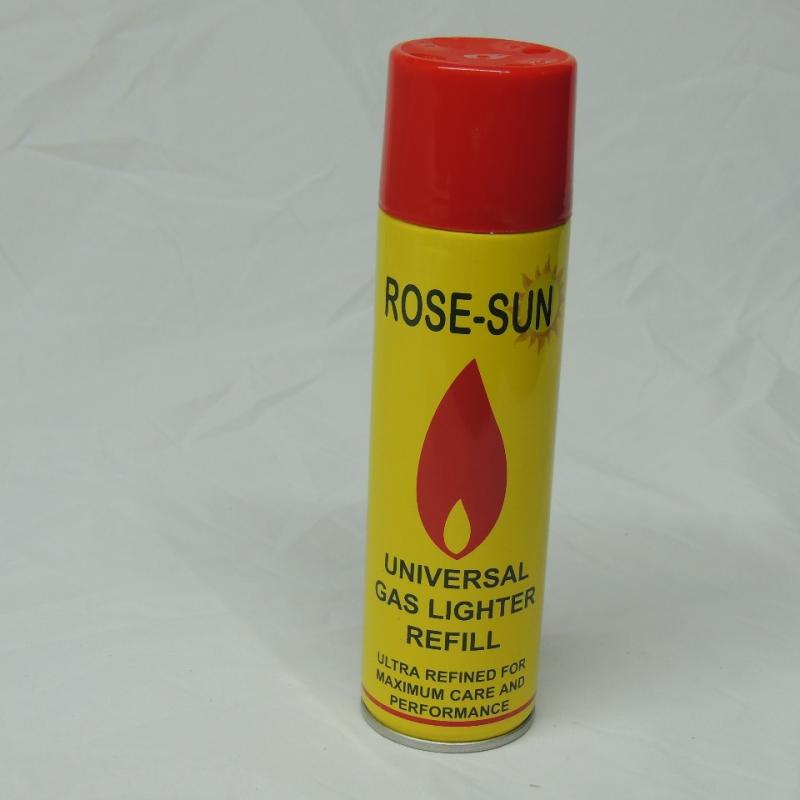 ROSE-SUN
UNIVERSAL
GAS LIGHTER
REFILL
ULTRA REFINED FOR
MAXIMUM CARE AND
PERFORMANCE